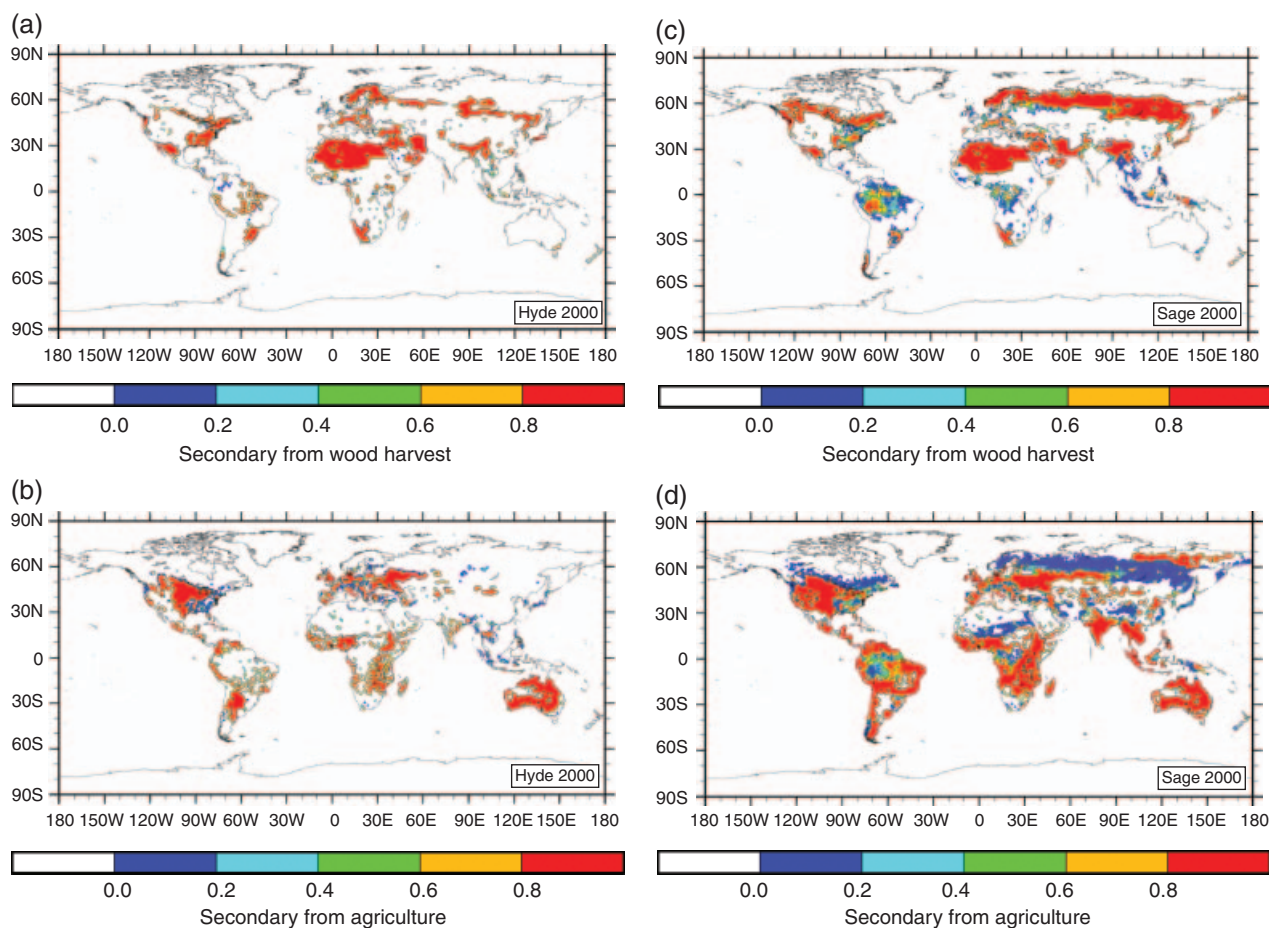 (a)
90N
60N
30N
0
30S
60S
90S
Hyde 2000
180 150W 120W 90W 60W 30W 0 30E 60E 90E 120E 150E 180
0.0 0.2 0.4 0.6 0.8
Secondary from wood harvest
(c)
90N
60N
30N
0
30S
60S
90S
Sage 2000
180 150W 120W 90W 60W 30W 0 30E 60E 90E 120E 150E 180
0.0 0.2 0.4 0.6 0.8
Secondary from wood harvest
(b)
90N
60N
30N
0
30S
60S
90S
Hyde 2000
180 150W 120W 90W 60W 30W 0 30E 60E 90E 120E 150E 180
0.0 0.2 0.4 0.6 0.8
Secondary from agriculture
(d)
90N
60N
30N
0
30S
60S
90S
Sage 2000
180 150W 120W 90W 60W 30W 0 30E 60E 90E 120E 150E 180
0.0 0.2 0.4 0.6 0.8
Secondary from agriculture